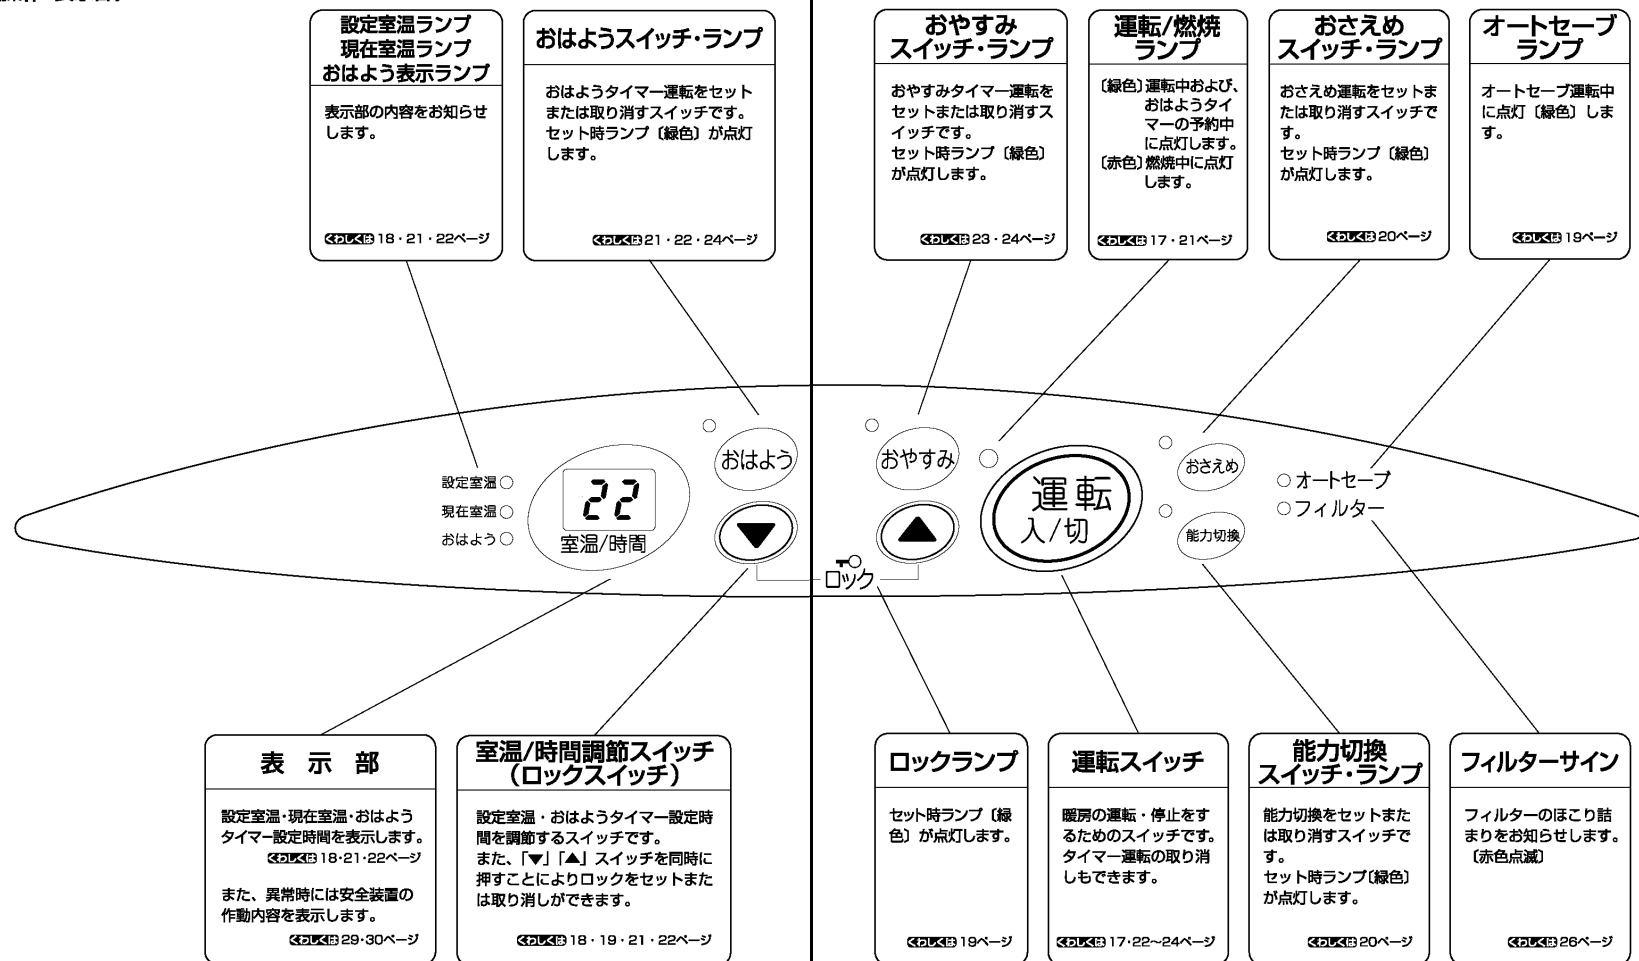 設定室温ランプ
現在室温ランプ
おはよう表示ランプ
表示部の内容をお知らせ
します。
くわしくは 18・21・22ページ
おはようスイッチ・ランプ
おはようタイマー運転をセット
または取り消すスイッチです。
セット時ランプ〔緑色〕が点灯
します。
くわしくは 21・22・24ページ
おやすみ
スイッチ・ランプ
おやすみタイマー運転を
セットまたは取り消すス
イッチです。
セット時ランプ〔緑色〕
が点灯します。
くわしくは 23・24ページ
運転/燃焼
ランプ
〔緑色〕運転中および、
おはようタイ
マーの予約中
に点灯します。
〔赤色〕燃焼中に点灯
します。
くわしくは 17・21ページ
おさえめ
スイッチ・ランプ
おさえめ運転をセットま
たは取り消すスイッチで
す。
セット時ランプ〔緑色〕
が点灯します。
くわしくは 20ページ
オートセーブ
ランプ
オートセーブ運転中
に点灯〔緑色〕しま
す。
くわしくは 19ページ
設定室温
現在室温
おはよう
22
室温/時間
おはよう
▼
おやすみ
▲
ロック
運転
入/切
おさえめ
能力切換
オートセーブ
フィルター
表示部
設定室温・現在室温・おはよう
タイマー設定時間を表示します。
くわしくは 18・21・22ページ
また、異常時には安全装置の
作動内容を表示します。
くわしくは 29・30ページ
室温/時間調節スイッチ
（ロックスイッチ）
設定室温・おはようタイマー設定時
間を調節するスイッチです。
また、「▼」「▲」スイッチを同時に
押すことによりロックをセットまた
は取り消しができます。
くわしくは 18・19・21・22ページ
ロックランプ
セット時ランプ〔緑
色〕が点灯します。
くわしくは 19ページ
運転スイッチ
暖房の運転・停止をす
るためのスイッチです。
タイマー運転の取り消
しもできます。
くわしくは 17・22～24ページ
能力切換
スイッチ・ランプ
能力切換をセットまた
は取り消すスイッチで
す。
セット時ランプ〔緑色〕
が点灯します。
くわしくは 20ページ
フィルターサイン
フィルターのほこり詰
まりをお知らせします。
〔赤色点滅〕
くわしくは 26ページ